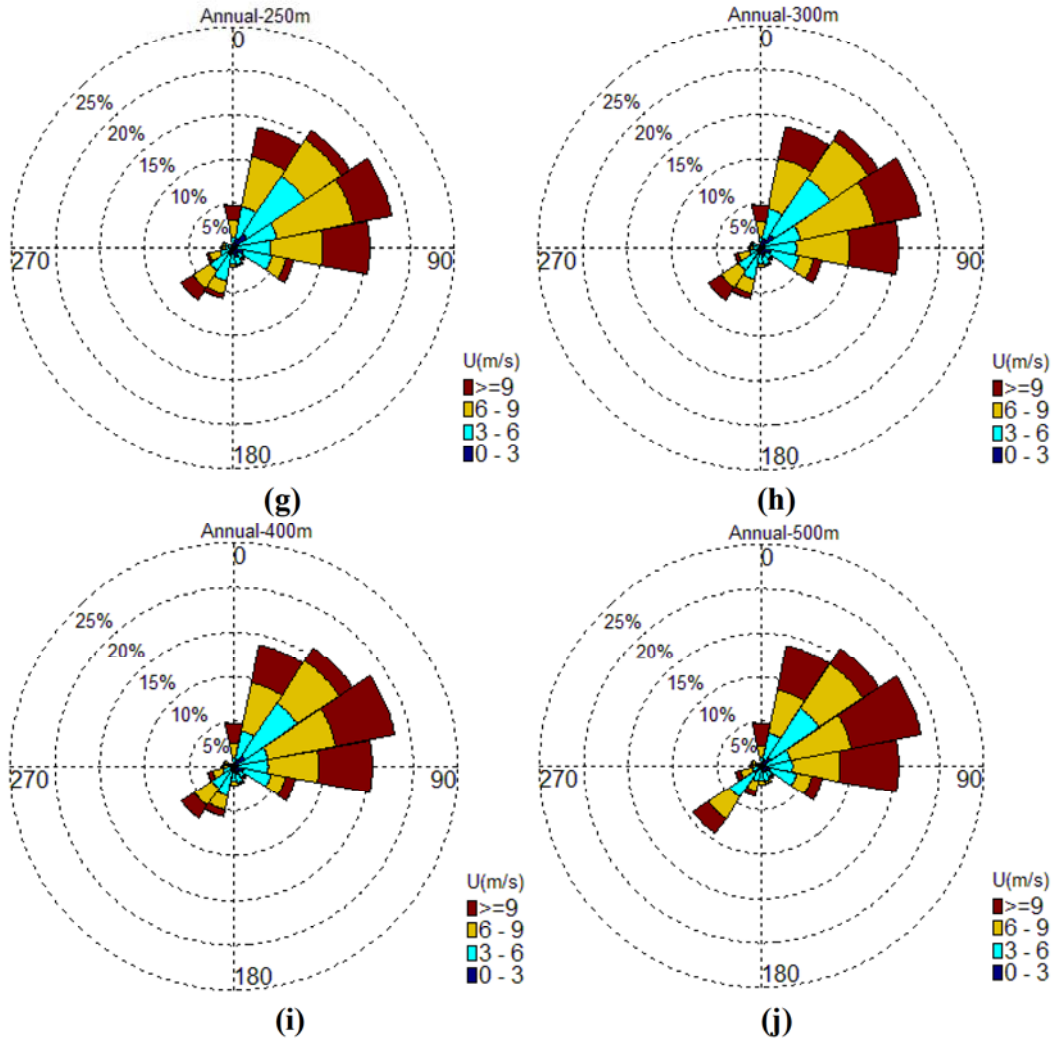 Annual-250m
0
25%
20%
15%
10%
5%
270
90
180
U(m/s)
>=9
6 - 9
3 - 6
0 - 3
(g)
Annual-300m
0
25%
20%
15%
10%
5%
270
90
180
U(m/s)
>=9
6 - 9
3 - 6
0 - 3
(h)
Annual-400m
0
25%
20%
15%
10%
5%
270
90
180
U(m/s)
>=9
6 - 9
3 - 6
0 - 3
(i)
Annual-500m
0
25%
20%
15%
10%
5%
270
90
180
U(m/s)
>=9
6 - 9
3 - 6
0 - 3
(j)